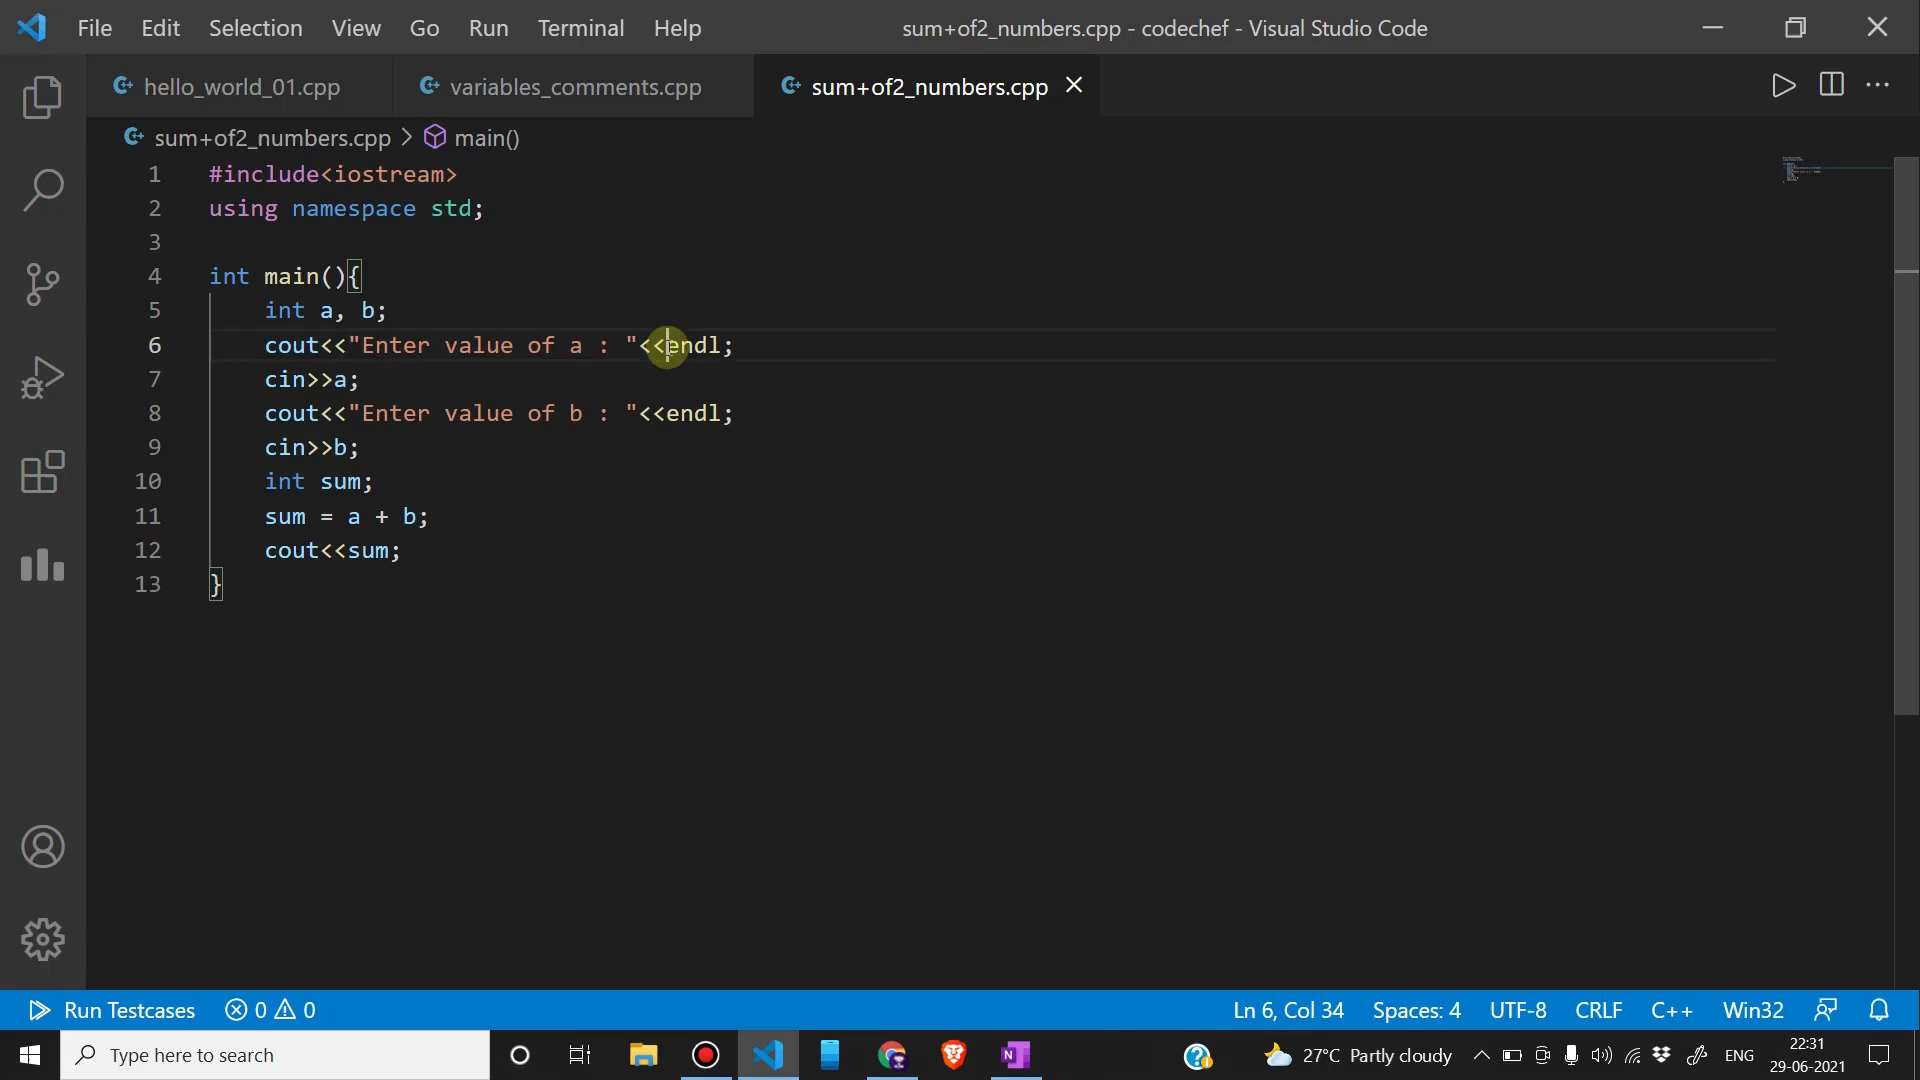 File Edit Selection View Go Run Terminal Help sum+of2_numbers.cpp - codechef - Visual Studio Code
hello_world_01.cpp variables_comments.cpp sum+of2_numbers.cpp
sum+of2_numbers.cpp > main()
1 #include<iostream>
2 using namespace std;
3
4 int main(){
5 int a, b;
6 cout<<"Enter value of a : "<<endl;
7 cin>>a;
8 cout<<"Enter value of b : "<<endl;
9 cin>>b;
10 int sum;
11 sum = a + b;
12 cout<<sum;
13 }
Run Testcases 0 0 Ln 6, Col 34 Spaces: 4 UTF-8 CRLF C++ Win32
Type here to search 27°C Partly cloudy ENG 22:31
29-06-2021